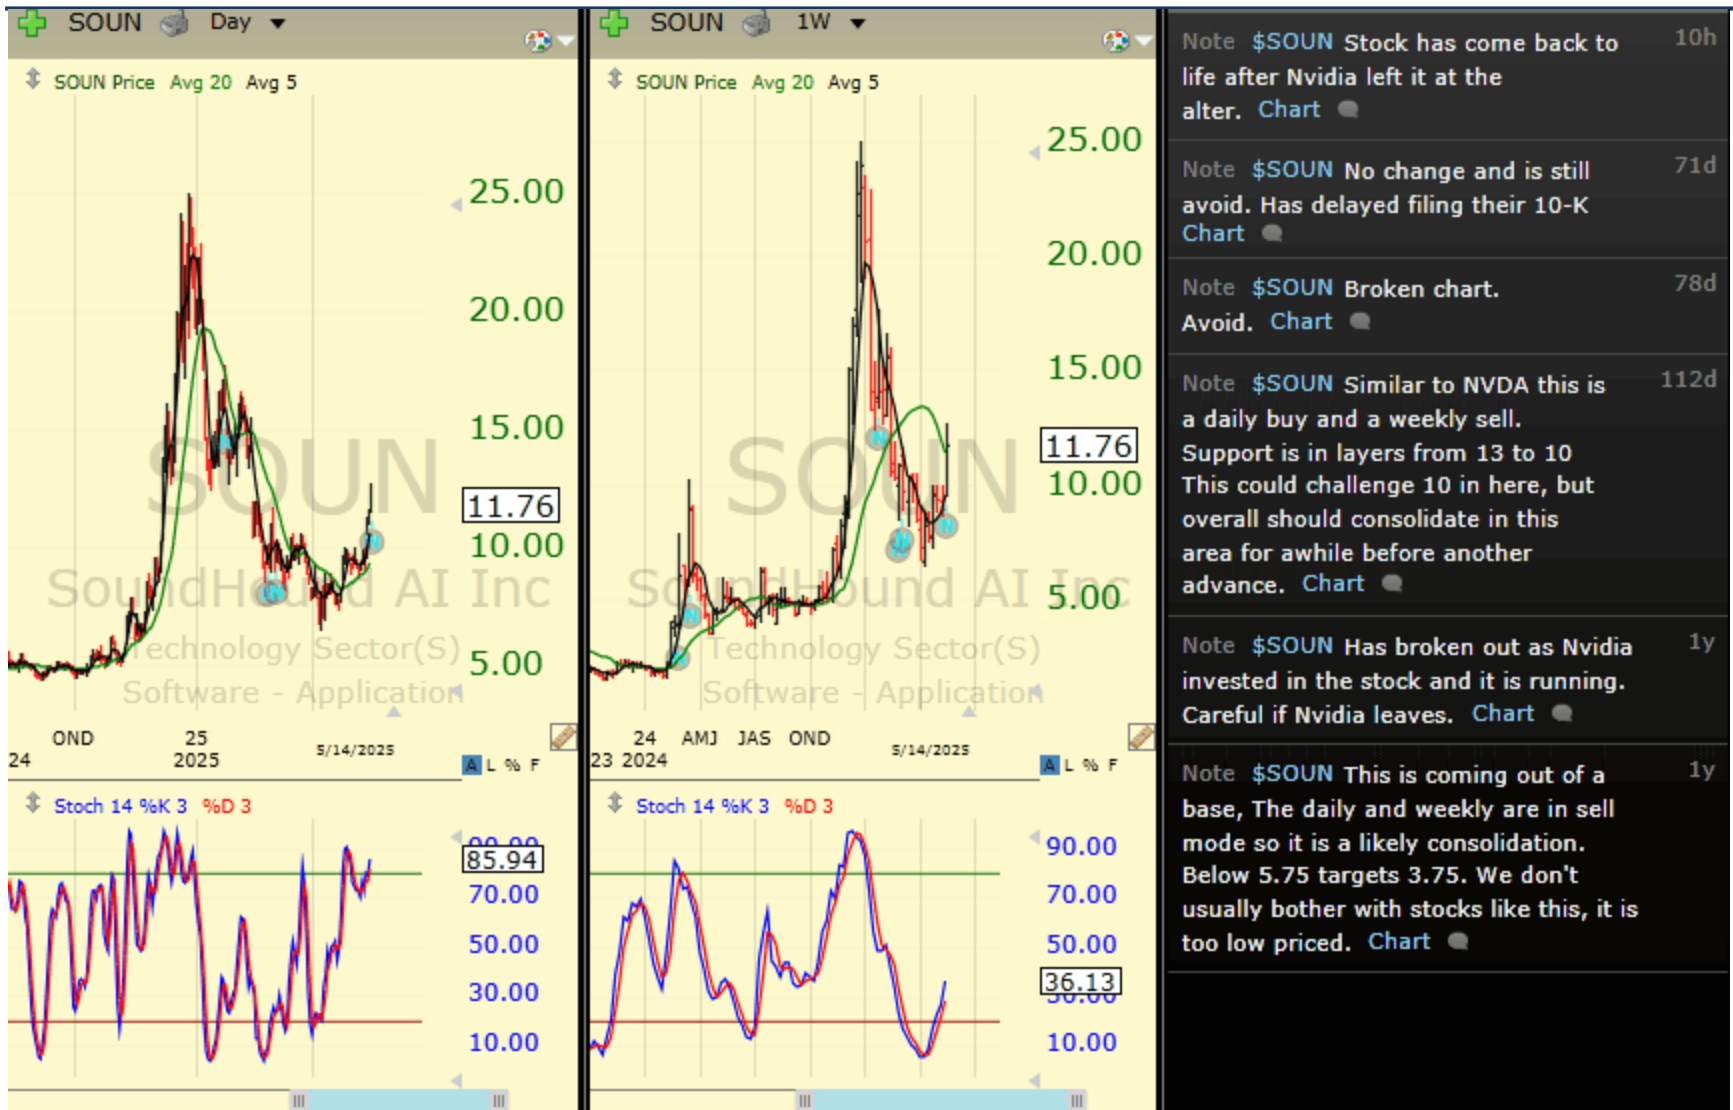 SOUN Day
SOUN Price Avg 20 Avg 5
25.00
20.00
15.00
11.76
10.00
5.00
SOUN
SoundHound AI Inc
Technology Sector(S)
Software - Application
OND 25 5/14/2025
24 2025
A L % F
Stoch 14 %K 3 %D 3
90.00
85.94
70.00
50.00
30.00
10.00
SOUN 1W
SOUN Price Avg 20 Avg 5
25.00
20.00
15.00
11.76
10.00
5.00
SOUN
SoundHound AI Inc
Technology Sector(S)
Software - Application
24 AMJ JAS OND 5/14/2025
23 2024
A L % F
Stoch 14 %K 3 %D 3
90.00
70.00
50.00
36.13
30.00
10.00
Note $SOUN Stock has come back to 10h
life after Nvidia left it at the
alter. Chart
Note $SOUN No change and is still 71d
avoid. Has delayed filing their 10-K
Chart
Note $SOUN Broken chart. 78d
Avoid. Chart
Note $SOUN Similar to NVDA this is 112d
a daily buy and a weekly sell.
Support is in layers from 13 to 10
This could challenge 10 in here, but
overall should consolidate in this
area for awhile before another
advance. Chart
Note $SOUN Has broken out as Nvidia 1y
invested in the stock and it is running.
Careful if Nvidia leaves. Chart
Note $SOUN This is coming out of a 1y
base, The daily and weekly are in sell
mode so it is a likely consolidation.
Below 5.75 targets 3.75. We don't
usually bother with stocks like this, it is
too low priced. Chart